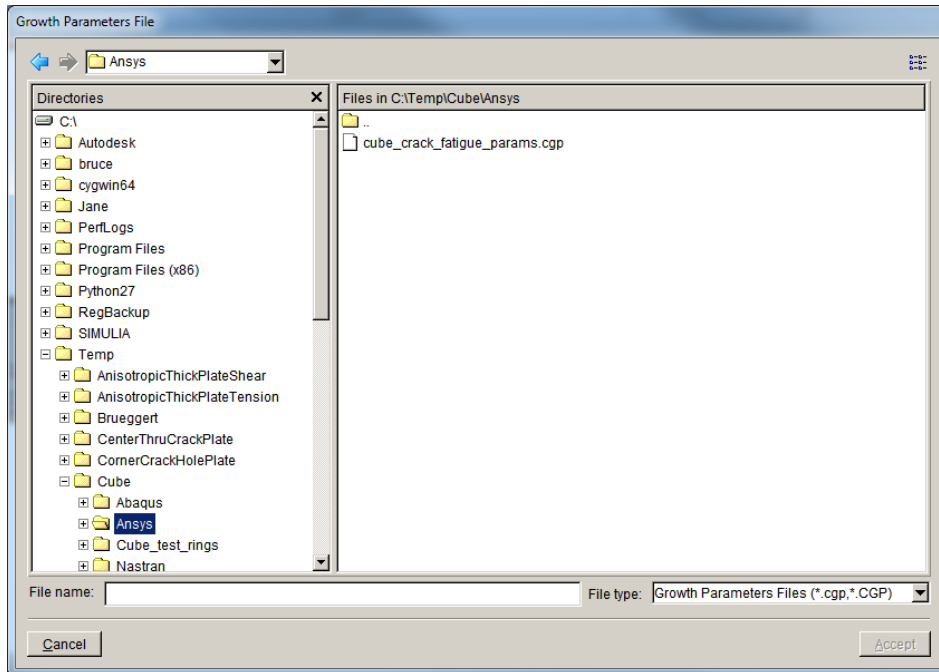 Growth Parameters File
Ansys
Directories
Files in C:\Temp\Cube\Ansys
C:\
Autodesk
bruce
cygwin64
Jane
PerfLogs
Program Files
Program Files (x86)
Python27
RegBackup
SIMULIA
Temp
AnisotropicThickPlateShear
AnisotropicThickPlateTension
Brueggert
CenterThruCrackPlate
CornerCrackHolePlate
Cube
Abaqus
Ansys
Cube_test_rings
Nastran
..
cube_crack_fatigue_params.cgp
File name:
File type: Growth Parameters Files (*.cgp,*.CGP)
Cancel
Accept